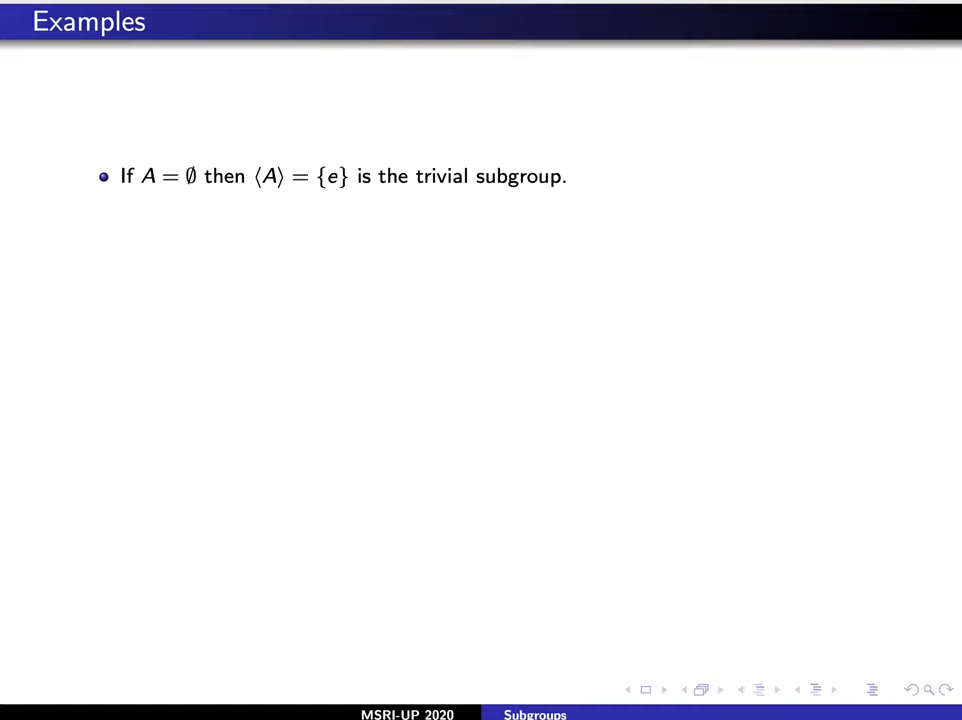 Examples
If A = ∅ then ⟨A⟩ = {e} is the trivial subgroup.
MSRI-UP 2020 Subgroups